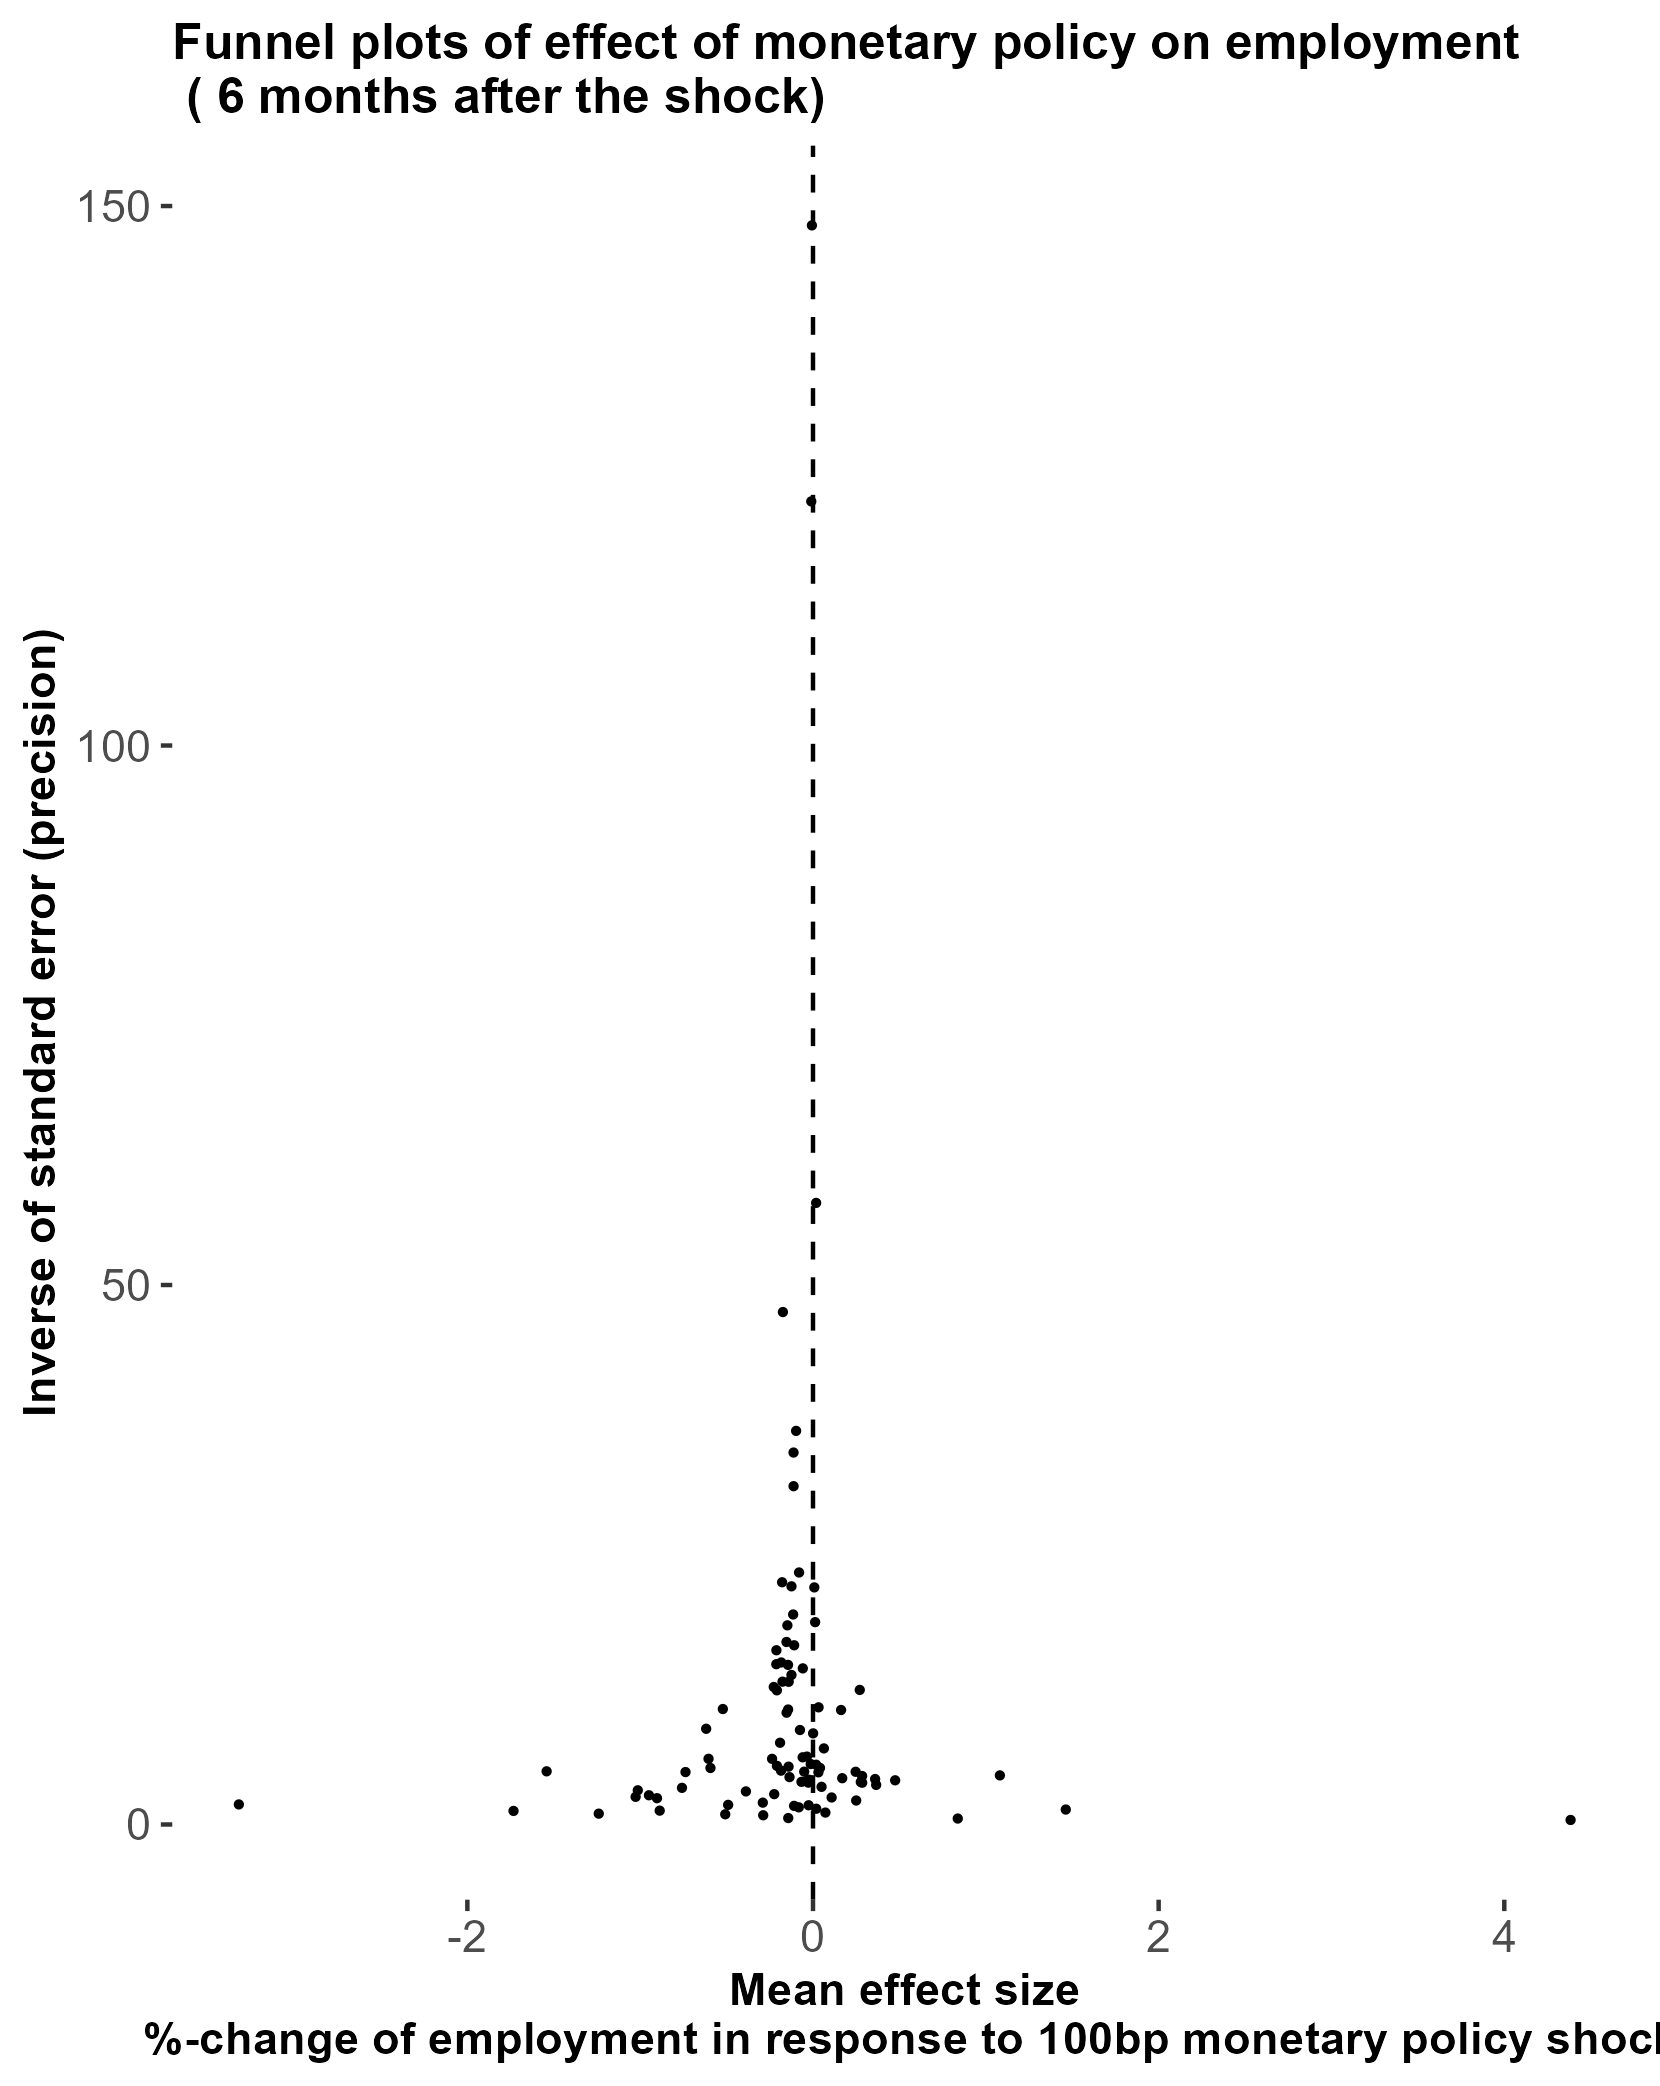 Funnel plots of effect of monetary policy on employment
( 6 months after the shock)
150
100
50
0
Inverse of standard error (precision)
-2 0 2 4
Mean effect size
%-change of employment in response to 100bp monetary policy shock